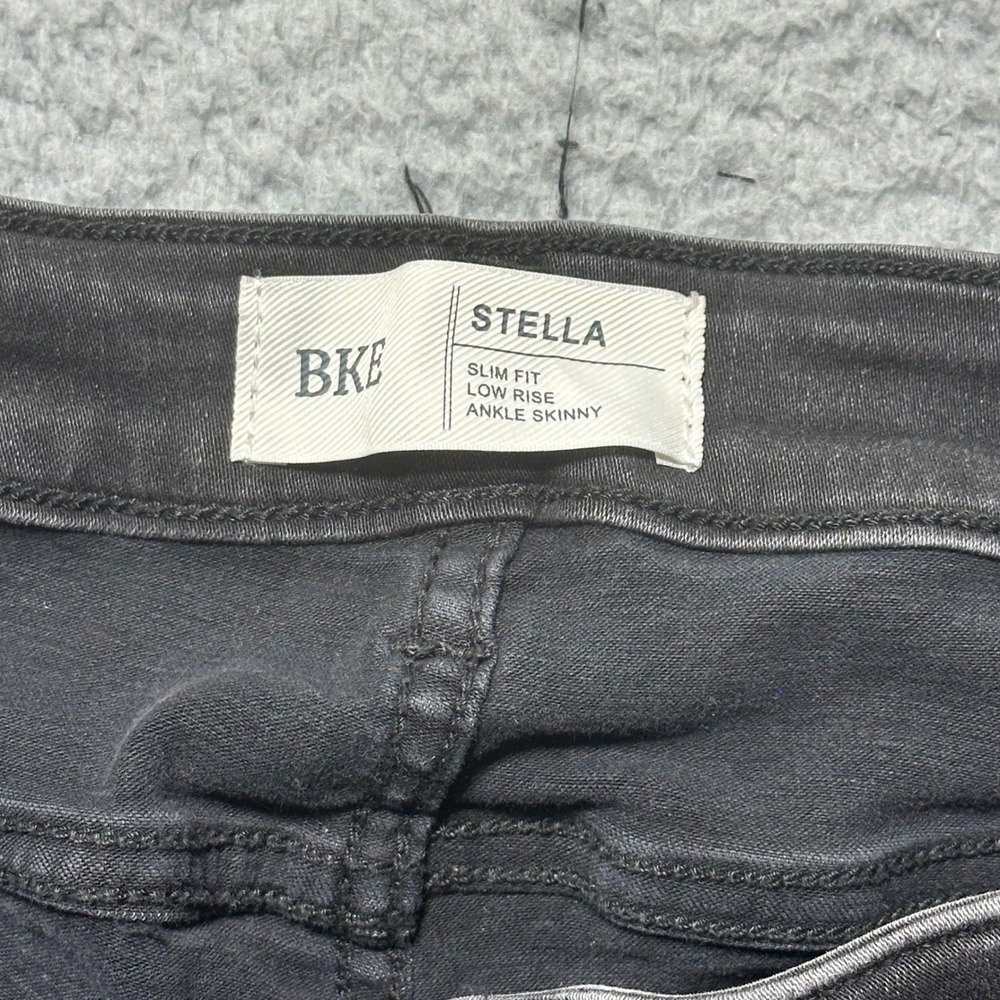 BKE
STELLA
SLIM FIT
LOW RISE
ANKLE SKINNY